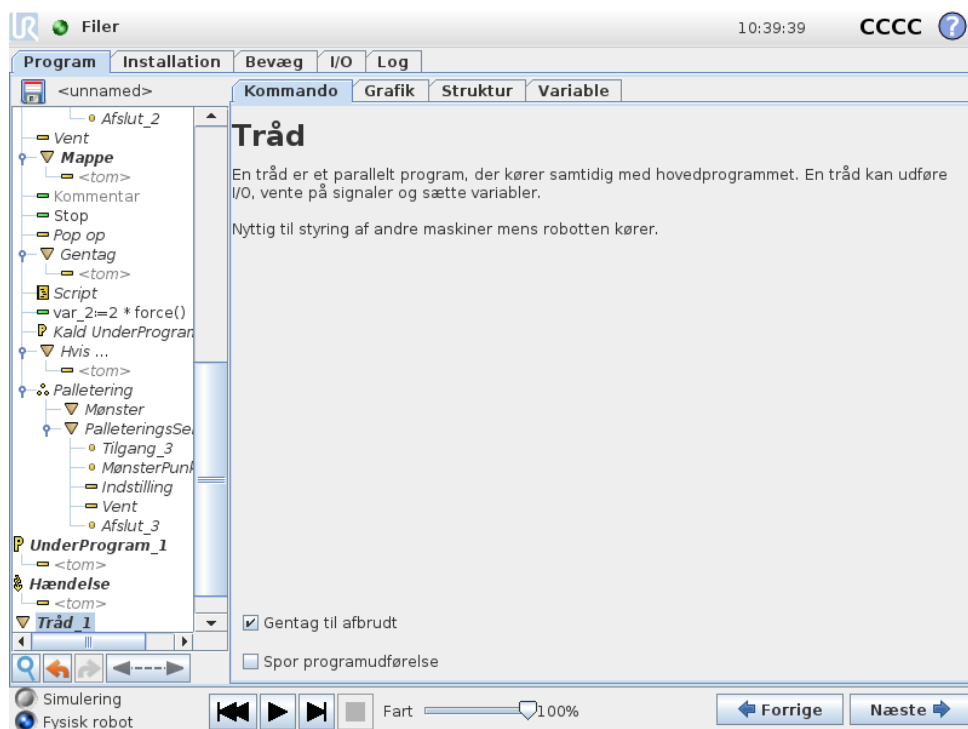 UR Filer 10:39:39 CCCC ?
Program Installation Bevæg I/O Log
<unnamed>
Kommando Grafik Struktur Variable
Afslut_2
Vent
Mappe
<tom>
Kommentar
Stop
Pop op
Gentag
<tom>
Script
var_2:=2 * force()
Kald UnderProgram
Hvis ...
<tom>
Palletering
Mønster
PalleteringsSe
Tilgang_3
MønsterPunk
Indstilling
Vent
Afslut_3
UnderProgram_1
<tom>
Hændelse
<tom>
Tråd_1
Tråd
En tråd er et parallelt program, der kører samtidig med hovedprogrammet. En tråd kan udføre
I/O, vente på signaler og sætte variabler.
Nyttig til styring af andre maskiner mens robotten kører.
Gentag til afbrudt
Spor programudførelse
Simulering
Fysisk robot
Fart 100%
Forrige Næste